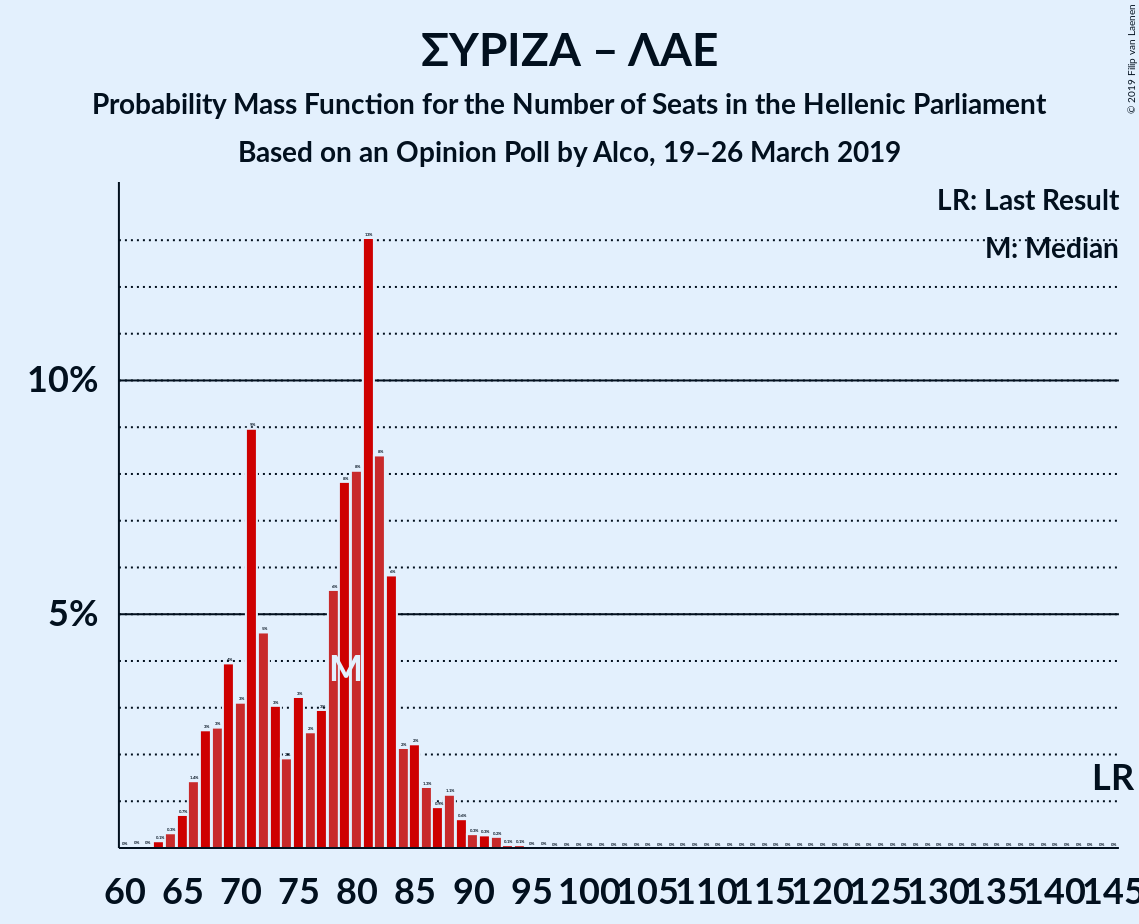 ΣΥΡΙΖΑ – ΛΑΕ
Probability Mass Function for the Number of Seats in the Hellenic Parliament
Based on an Opinion Poll by Alco, 19–26 March 2019
© 2019 Filip van Laenen
LR: Last Result
M: Median
10%
5%
M
LR
60 65 70 75 80 85 90 95 100 105 110 115 120 125 130 135 140 145